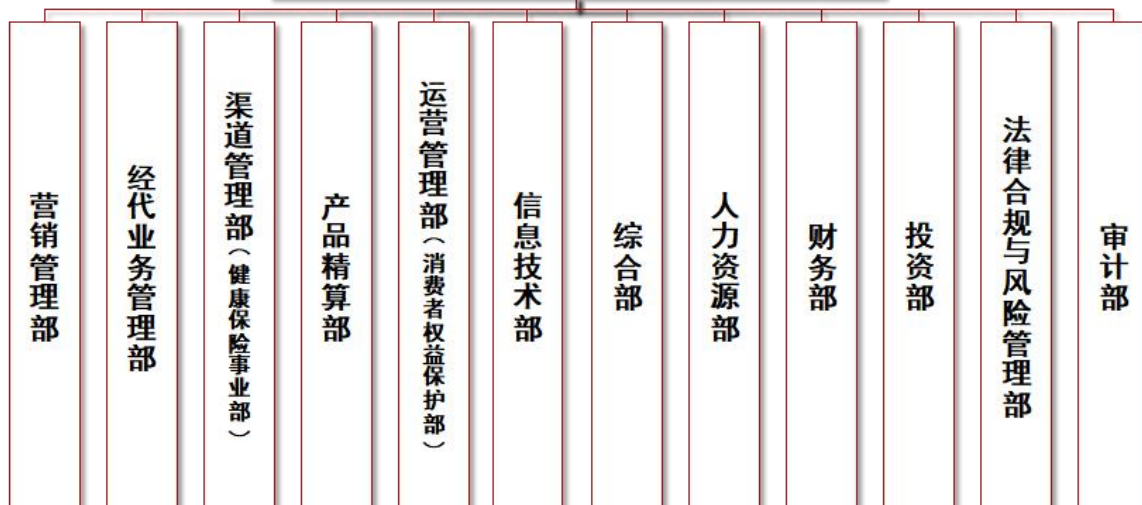 营销管理部
经代业务管理部
渠道管理部（健康保险事业部）
产品精算部
运营管理部（消费者权益保护部）
信息技术部
综合部
人力资源部
财务部
投资部
法律合规与风险管理部
审计部